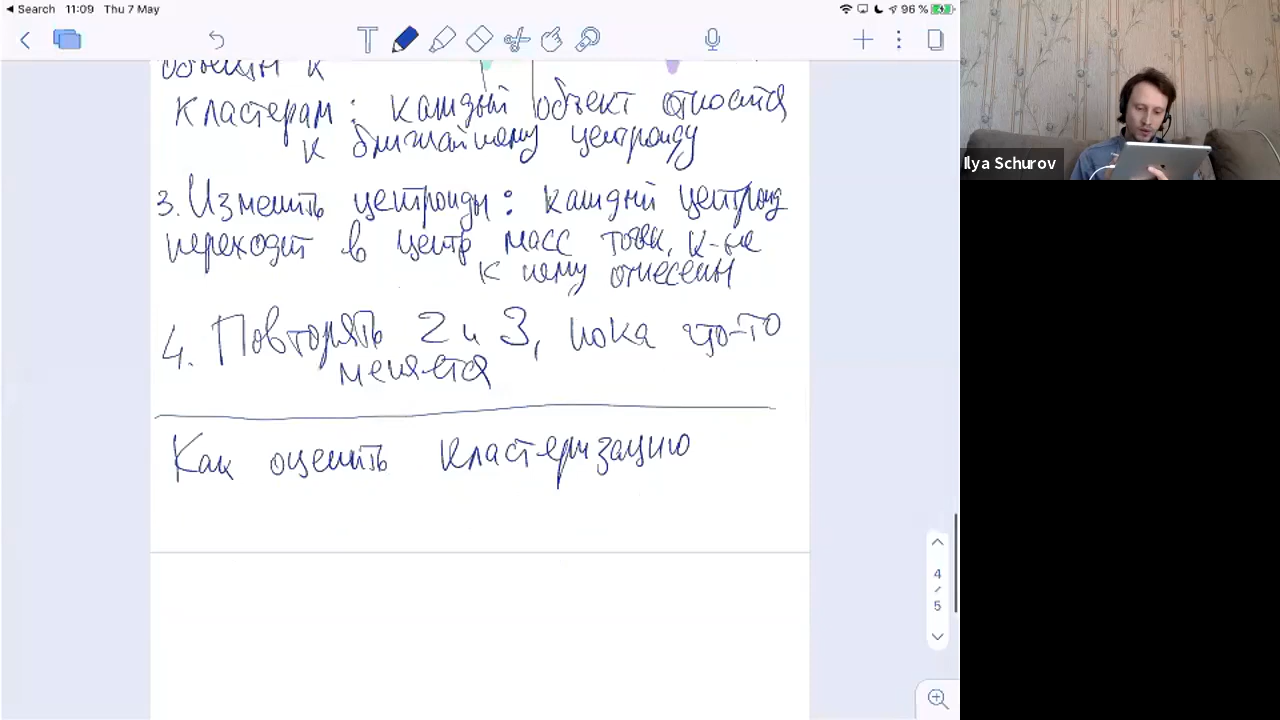 Search 11:09 Thu 7 May
96 %
объекты к
кластерам: каждый объект относится
к ближайшему центроиду
3. Изменить центроиды: каждый центроид
переходит в центр масс точек, к-ые
к нему отнесены
4. Повторять 2 и 3, пока что-то
меняется
Как оценить кластеризацию
4
/
5
Ilya Schurov